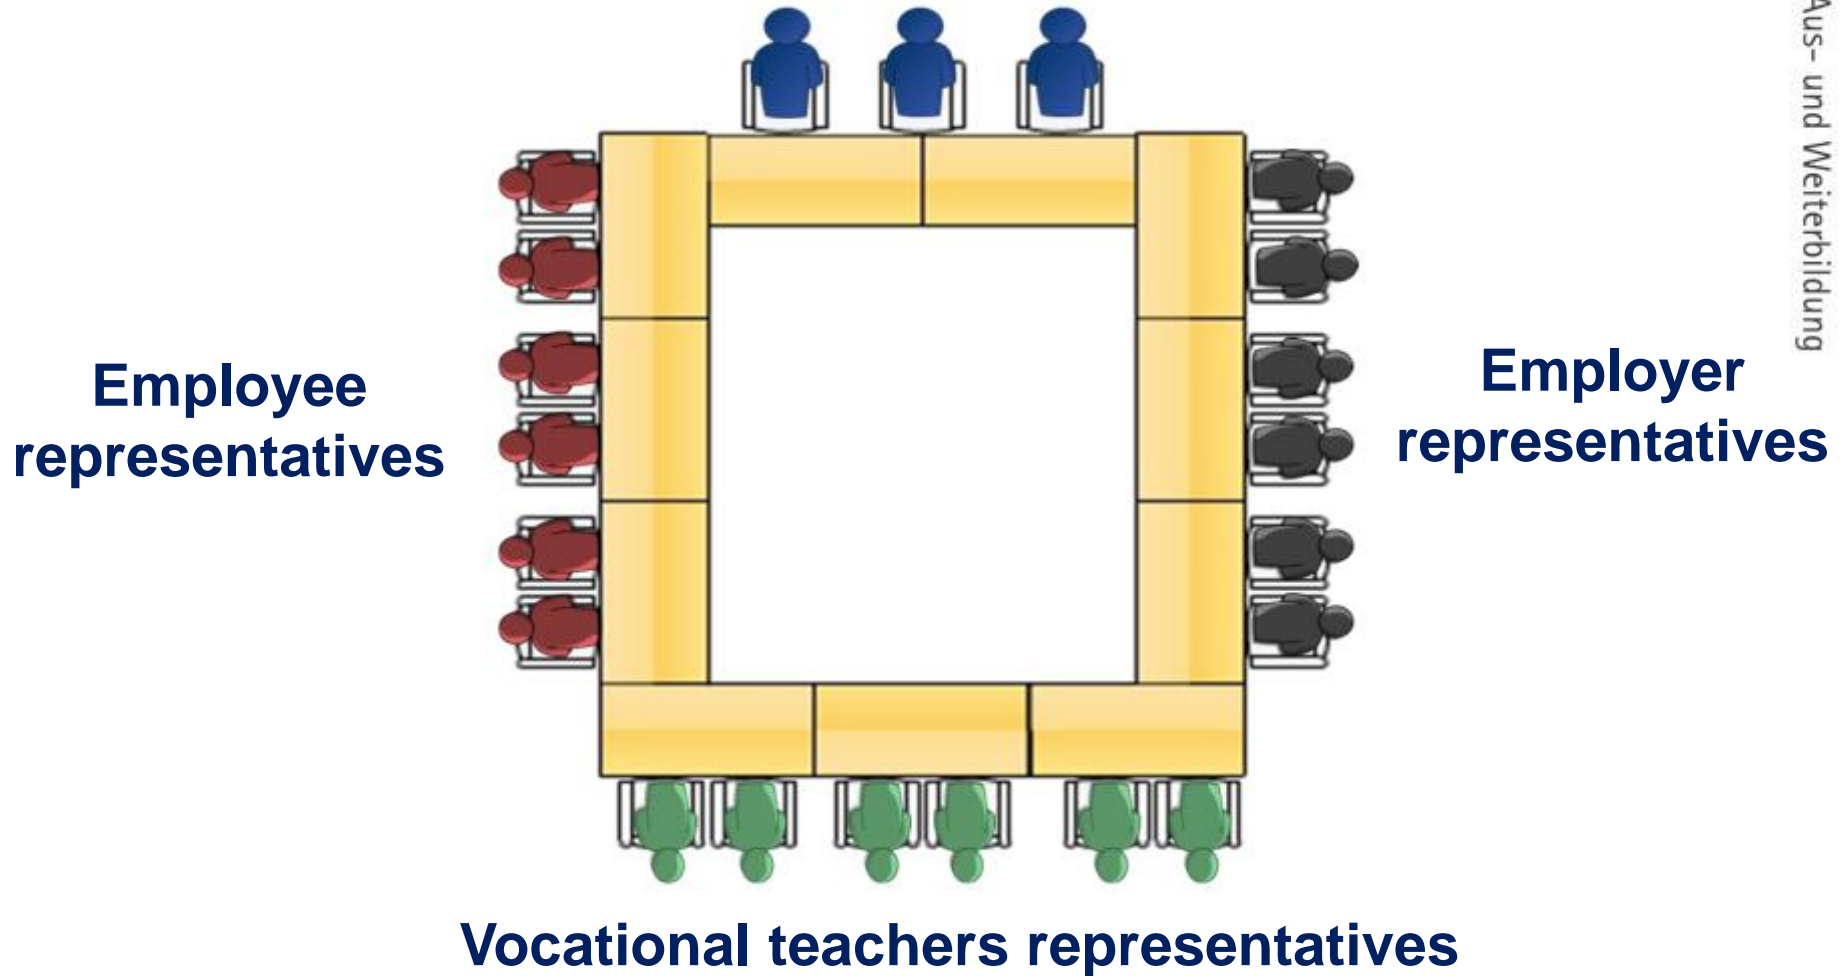 Aus- und Weiterbildung
Employee
representatives
Employer
representatives
Vocational teachers representatives